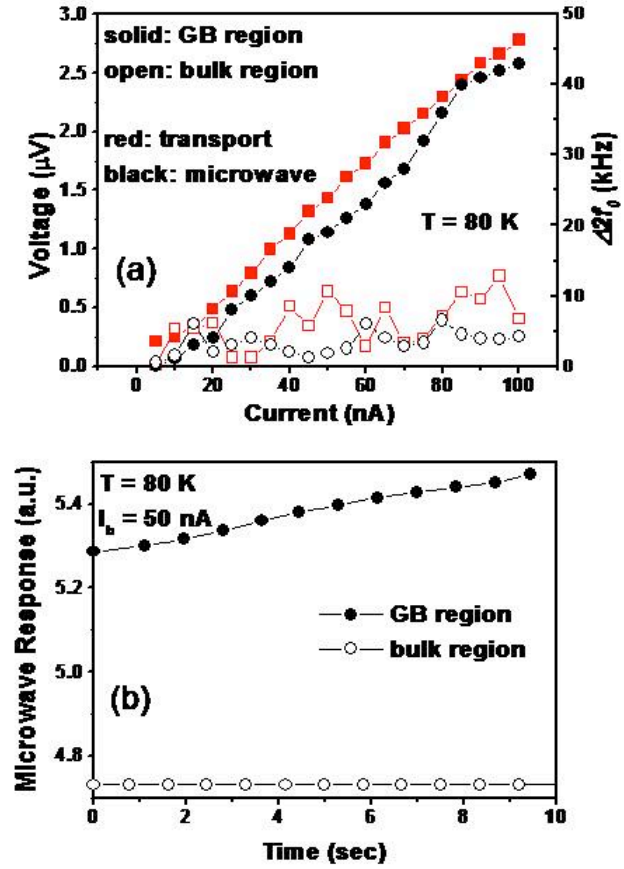 3.0
2.5
2.0
1.5
1.0
0.5
0.0
Voltage (μV)
50
40
30
20
10
0
Δ2f₀ (kHz)
solid: GB region
open: bulk region
red: transport
black: microwave
T = 80 K
(a)
0 20 40 60 80 100
Current (nA)
5.4
5.2
5.0
4.8
Microwave Response (a.u.)
T = 80 K
I_b = 50 nA
GB region
bulk region
(b)
0 2 4 6 8 10
Time (sec)